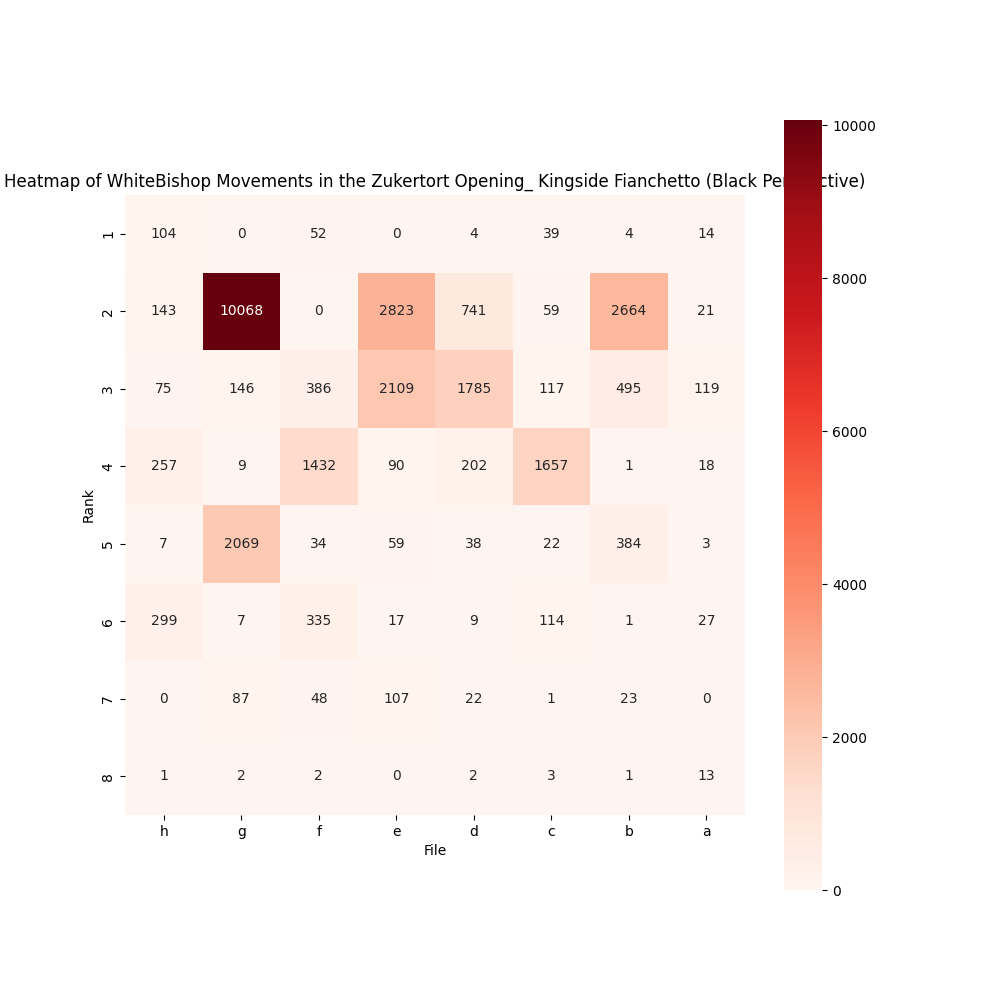 Heatmap of WhiteBishop Movements in the Zukertort Opening_ Kingside Fianchetto (Black Pe ctive)
10000
8000
6000
4000
2000
0
Rank
1 104 0 52 0 4 39 4 14
2 143 10068 0 2823 741 59 2664 21
3 75 146 386 2109 1785 117 495 119
4 257 9 1432 90 202 1657 1 18
5 7 2069 34 59 38 22 384 3
6 299 7 335 17 9 114 1 27
7 0 87 48 107 22 1 23 0
8 1 2 2 0 2 3 1 13
h g f e d c b a
File